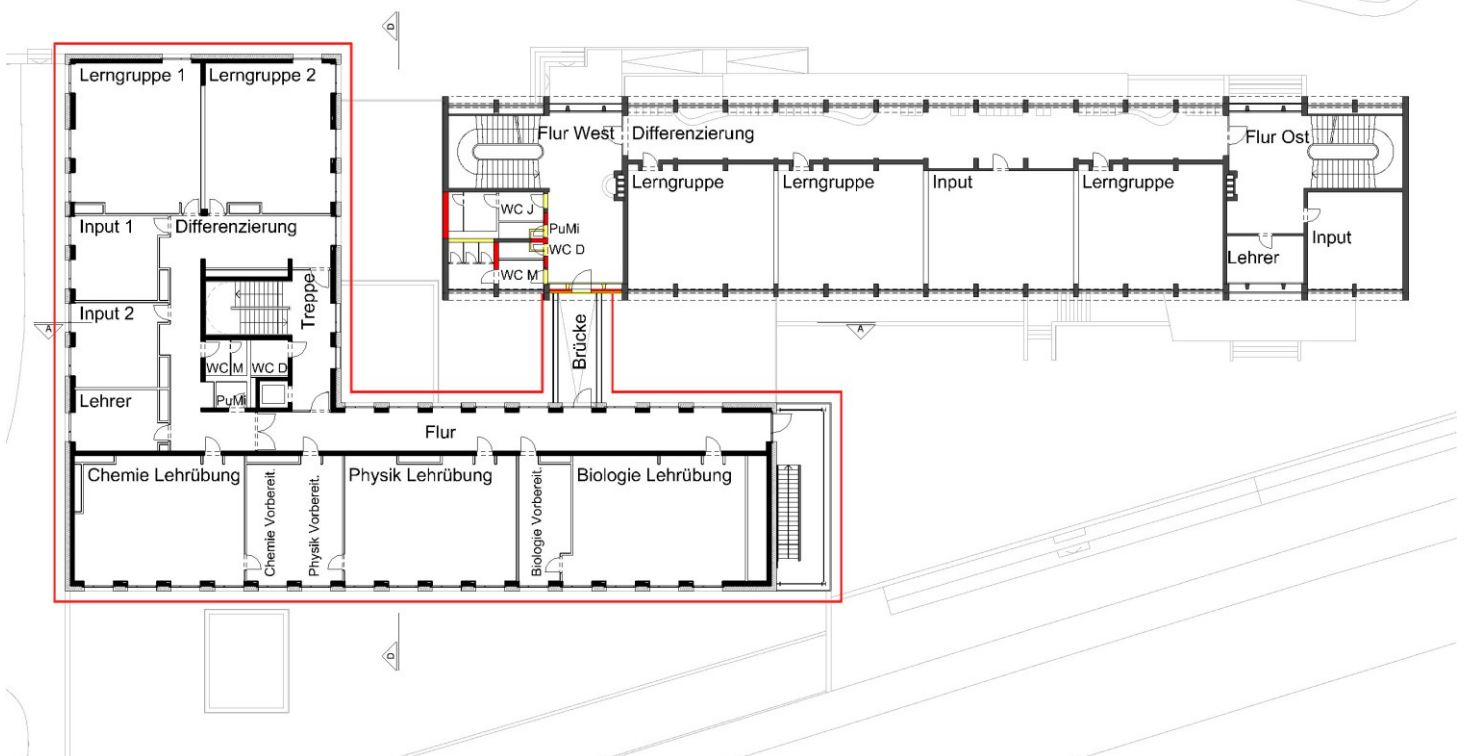 D
Lerngruppe 1
Lerngruppe 2
Flur West
Differenzierung
Flur Ost
Lerngruppe
Lerngruppe
Input
Lerngruppe
WC J
PuMi
WC D
WC M
Lehrer
Input
Input 1
Differenzierung
Treppe
Input 2
A
A
Brücke
WC M
WC D
PuMi
Lehrer
Flur
Chemie Lehrübung
Chemie Vorbereit.
Physik Vorbereit.
Physik Lehrübung
Biologie Vorbereit.
Biologie Lehrübung
D